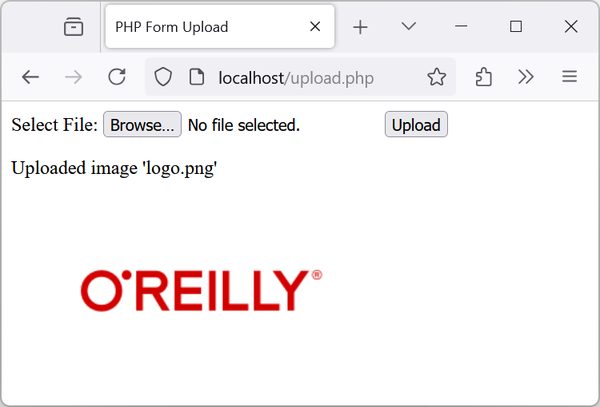 PHP Form Upload
localhost/upload.php
Select File: Browse... No file selected. Upload
Uploaded image 'logo.png'
O'REILLY®